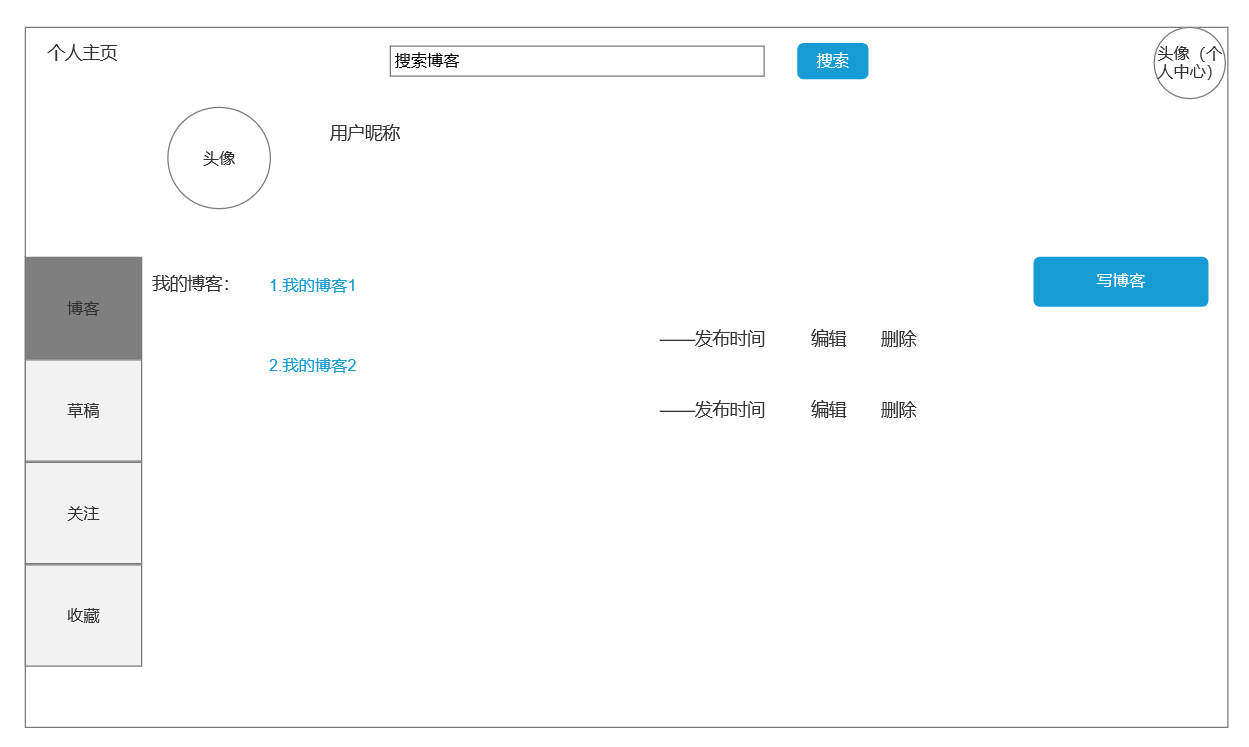 个人主页
搜索博客
搜索
头像（个
人中心）
头像
用户昵称
博客
我的博客：
1.我的博客1
写博客
——发布时间
编辑
删除
2.我的博客2
草稿
——发布时间
编辑
删除
关注
收藏